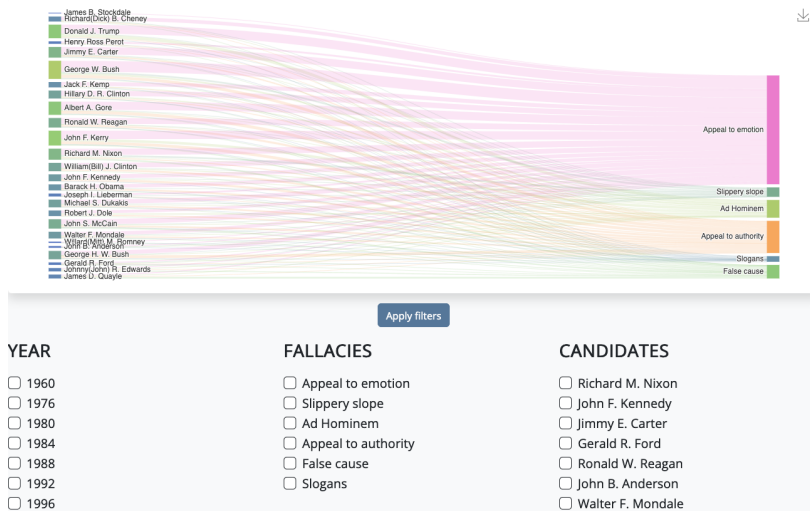 James B. Stockdale
Richard(Dick) B. Cheney
Donald J. Trump
Henry Ross Perot
Jimmy E. Carter
George W. Bush
Jack F. Kemp
Hillary D. R. Clinton
Albert A. Gore
Ronald W. Reagan
John F. Kerry
Richard M. Nixon
William(Bill) J. Clinton
John F. Kennedy
Barack H. Obama
Joseph I. Lieberman
Michael S. Dukakis
Robert J. Dole
John S. McCain
Walter F. Mondale
Willard(Mitt) M. Romney
John B. Anderson
George H. W. Bush
Gerald R. Ford
Johnny(John) R. Edwards
James D. Quayle
Appeal to emotion
Slippery slope
Ad Hominem
Appeal to authority
Slogans
False cause
Apply filters
YEAR
1960
1976
1980
1984
1988
1992
1996
FALLACIES
Appeal to emotion
Slippery slope
Ad Hominem
Appeal to authority
False cause
Slogans
CANDIDATES
Richard M. Nixon
John F. Kennedy
Jimmy E. Carter
Gerald R. Ford
Ronald W. Reagan
John B. Anderson
Walter F. Mondale